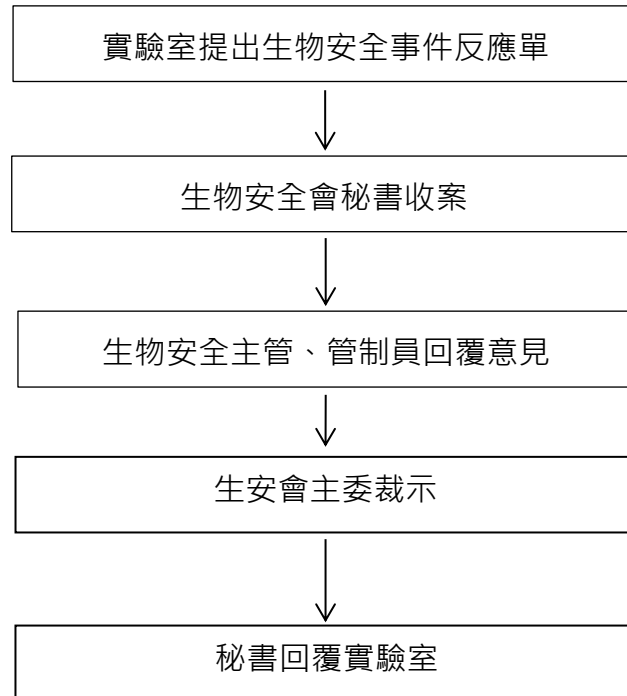 實驗室提出生物安全事件反應單
生物安全會秘書收案
生物安全主管、管制員回覆意見
生安會主委裁示
秘書回覆實驗室